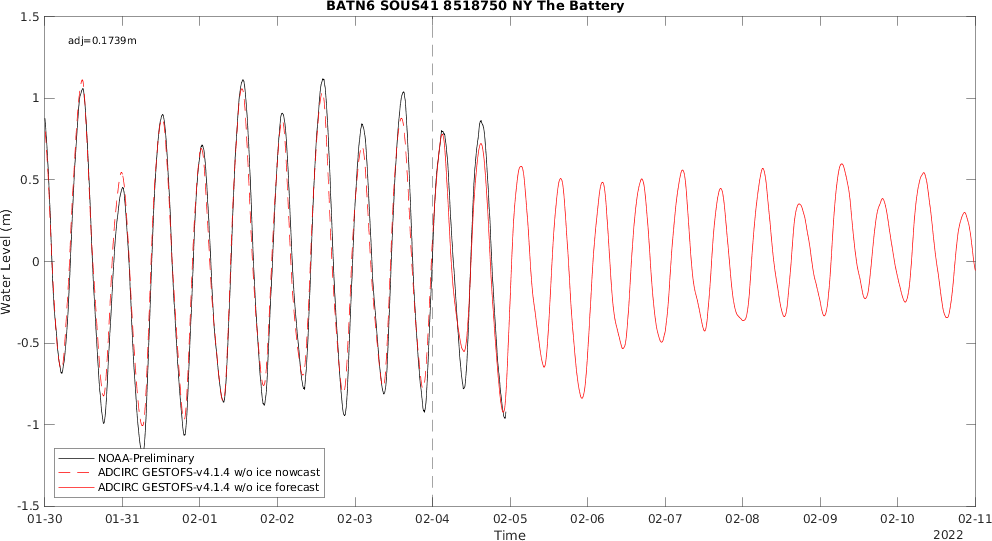 BATN6 SOUS41 8518750 NY The Battery
adj=0.1739m
Water Level (m)
1.5
1
0.5
0
-0.5
-1
-1.5
NOAA-Preliminary
ADCIRC GESTOFS-v4.1.4 w/o ice nowcast
ADCIRC GESTOFS-v4.1.4 w/o ice forecast
01-30 01-31 02-01 02-02 02-03 02-04 02-05 02-06 02-07 02-08 02-09 02-10 02-11
Time
2022